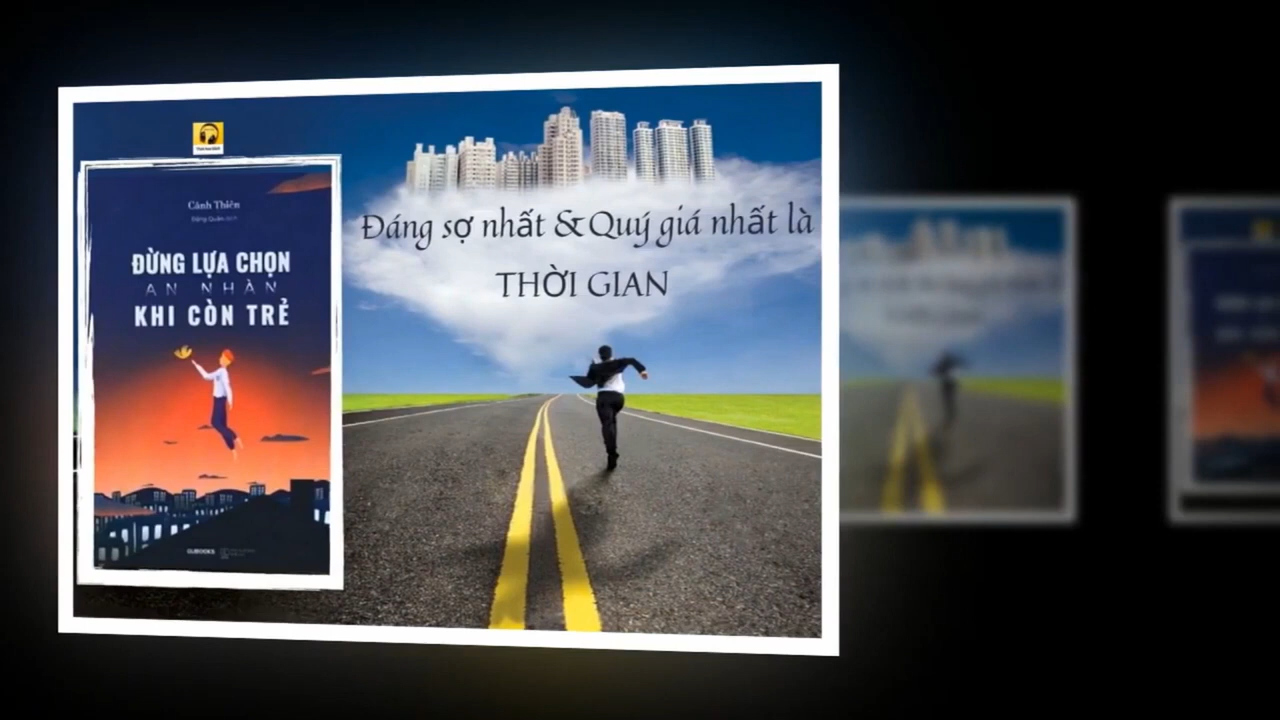 Cảnh Thiên
ĐỪNG LỰA CHỌN
AN NHÀN
KHI CÒN TRẺ
Đáng sợ nhất & Quý giá nhất là
THỜI GIAN